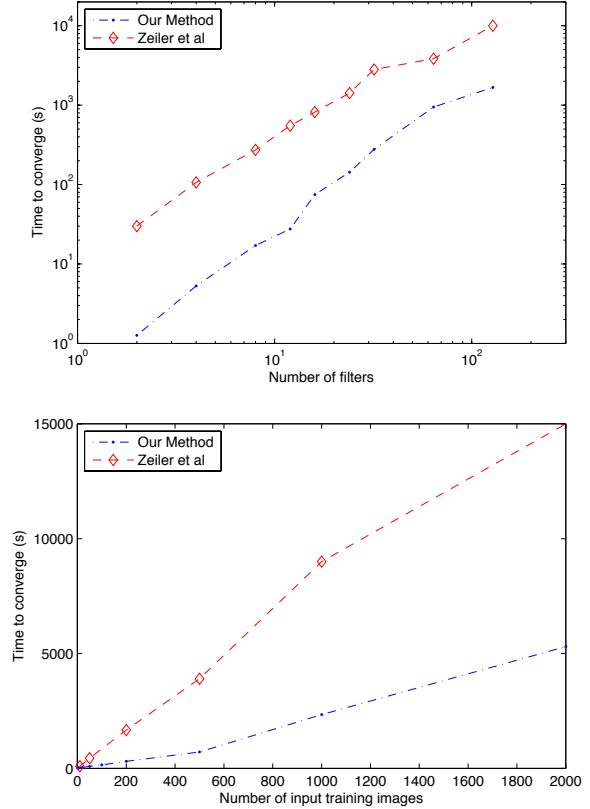 Our Method
Zeiler et al
10^4
10^3
10^2
10^1
10^0
Time to converge (s)
10^0
10^1
10^2
Number of filters
Our Method
Zeiler et al
15000
10000
5000
0
Time to converge (s)
0
200
400
600
800
1000
1200
1400
1600
1800
2000
Number of input training images